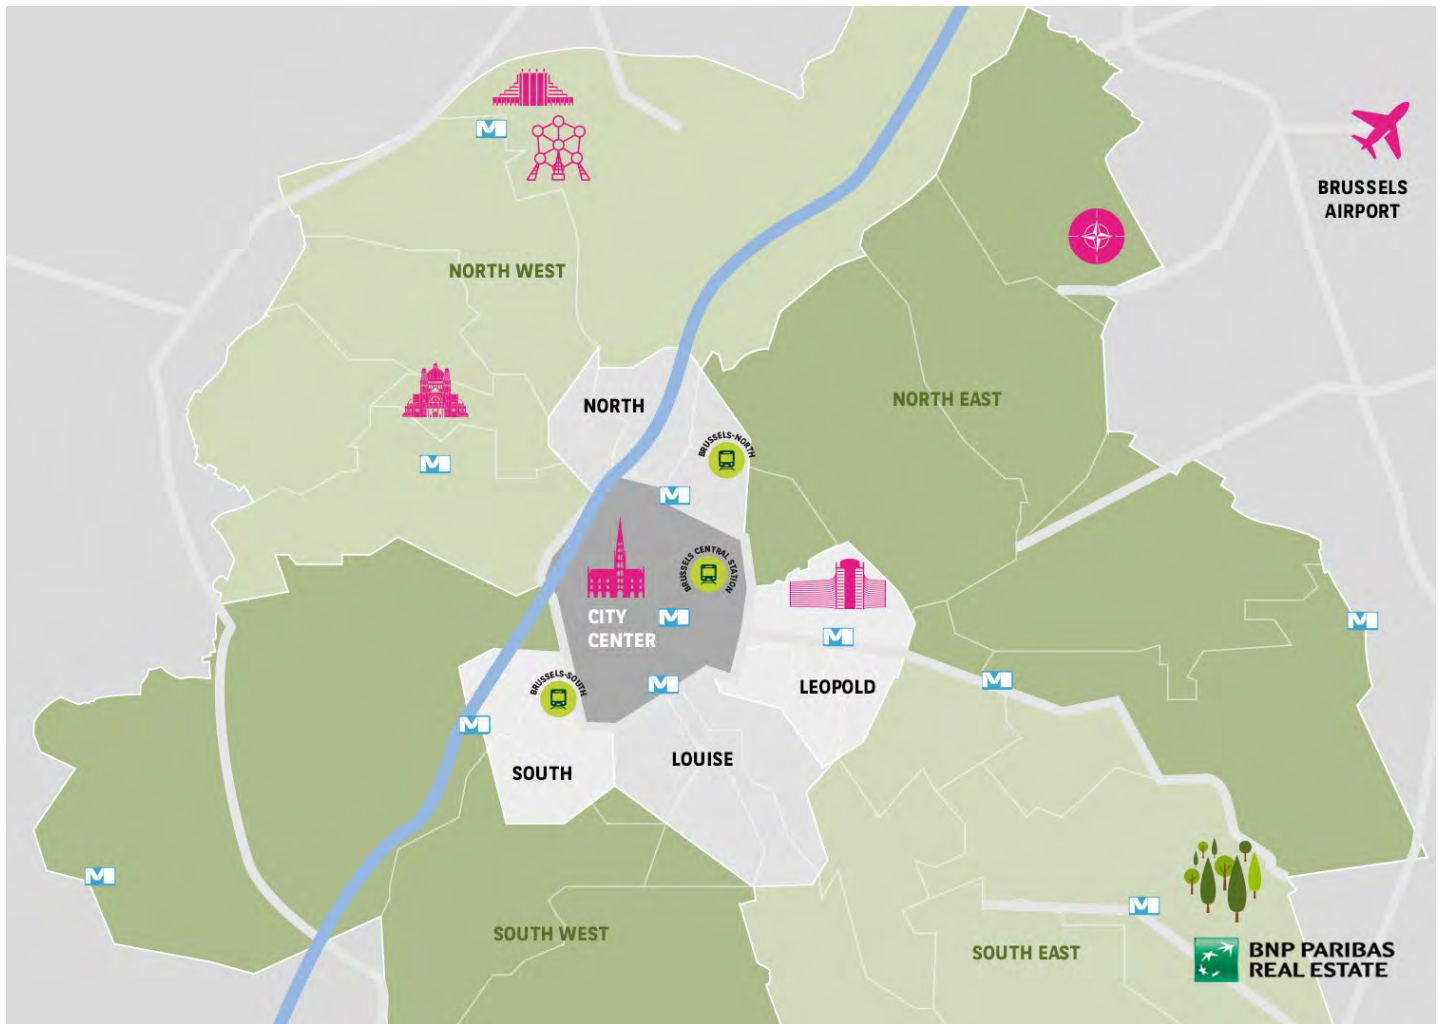 BRUSSELS
AIRPORT
NORTH WEST
NORTH EAST
NORTH
BRUSSELS-NORTH
BRUSSELS CENTRAL STATION
CITY
CENTER
BRUSSELS-SOUTH
LEOPOLD
LOUISE
SOUTH
SOUTH WEST
SOUTH EAST
BNP PARIBAS
REAL ESTATE
M
M
M
M
M
M
M
M
M
M
M